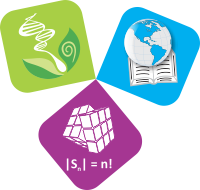 |Sₙ| = n!